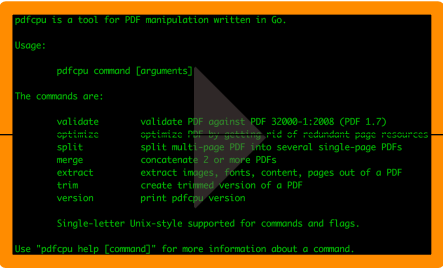 pdfcpu is a tool for PDF manipulation written in Go.
Usage:
pdfcpu command [arguments]
The commands are:
validate validate PDF against PDF 32000-1:2008 (PDF 1.7)
optimize optimize PDF by getting rid of redundant page resources
split split multi-page PDF into several single-page PDFs
merge concatenate 2 or more PDFs
extract extract images, fonts, content, pages out of a PDF
trim create trimmed version of a PDF
version print pdfcpu version
Single-letter Unix-style supported for commands and flags.
Use "pdfcpu help [command]" for more information about a command.